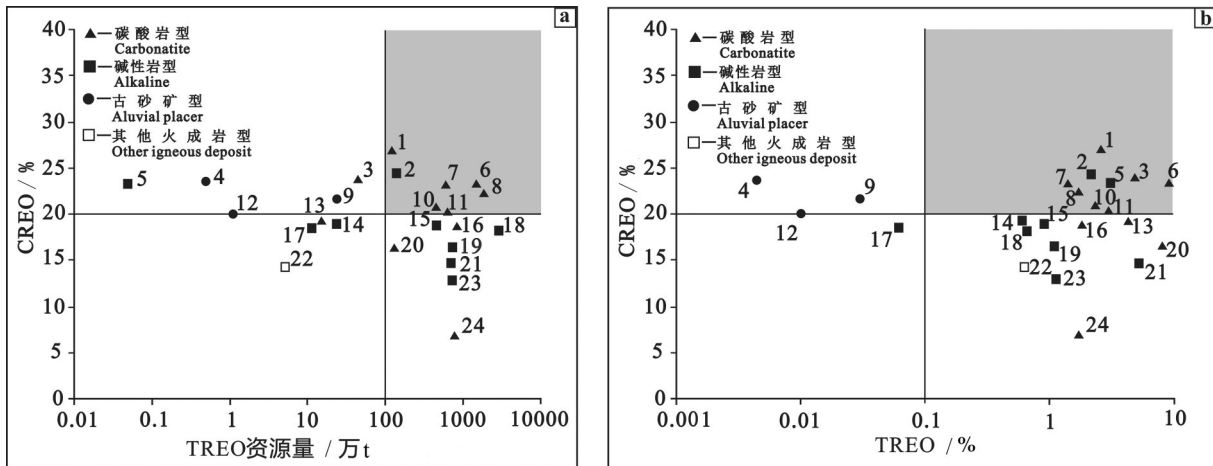 a
▲—碳酸岩型
Carbonatite
■—碱性岩型
Alkaline
●—古砂矿型
Aluvial placer
□—其他火成岩型
Other igneous deposit
CREO / %
40
35
30
25
20
15
10
5
0
1
2
3
4
5
6
7
8
9
10
11
12
13
14
15
16
17
18
19
20
21
22
23
24
0.01 0.1 1 10 100 1000 10000
TREO资源量 / 万t
b
▲—碳酸岩型
Carbonatite
■—碱性岩型
Alkaline
●—古砂矿型
Aluvial placer
□—其他火成岩型
Other igneous deposit
CREO / %
40
35
30
25
20
15
10
5
0
1
2
3
4
5
6
7
8
9
10
11
12
13
14
15
16
17
18
19
20
21
22
23
24
0.001 0.01 0.1 1 10
TREO / %